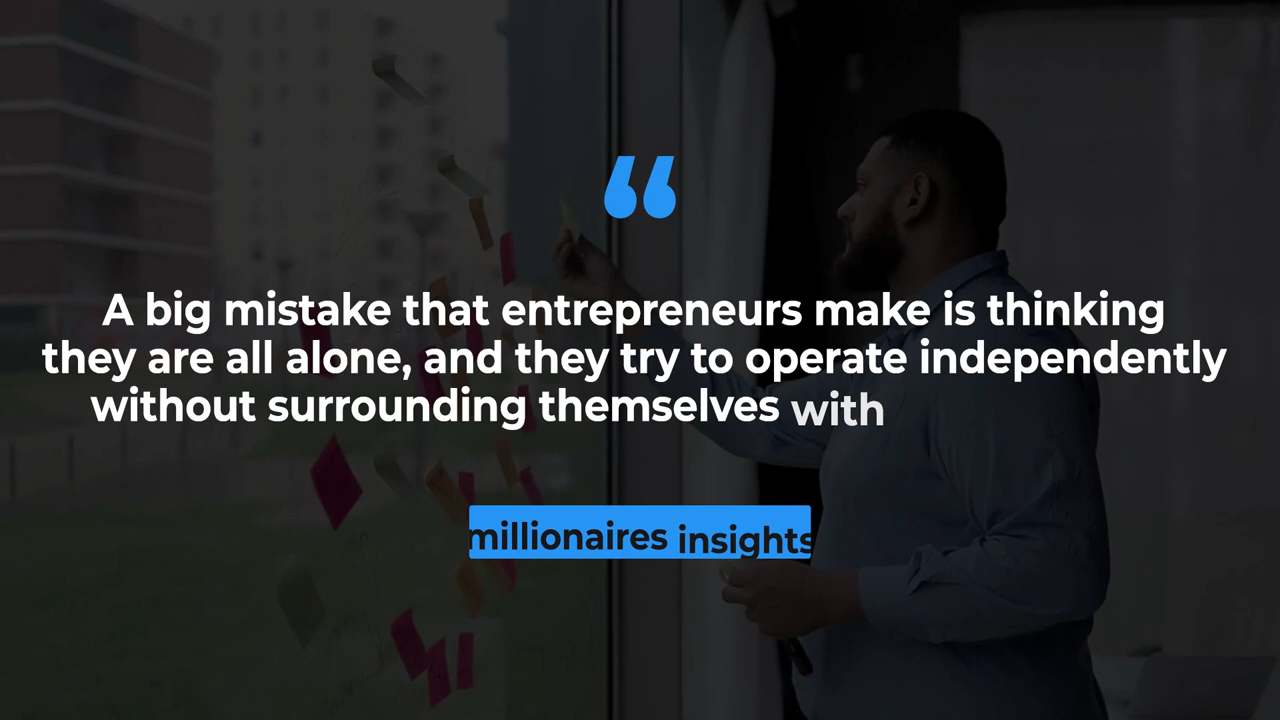 “
A big mistake that entrepreneurs make is thinking
they are all alone, and they try to operate independently
without surrounding themselves with
millionaires insights